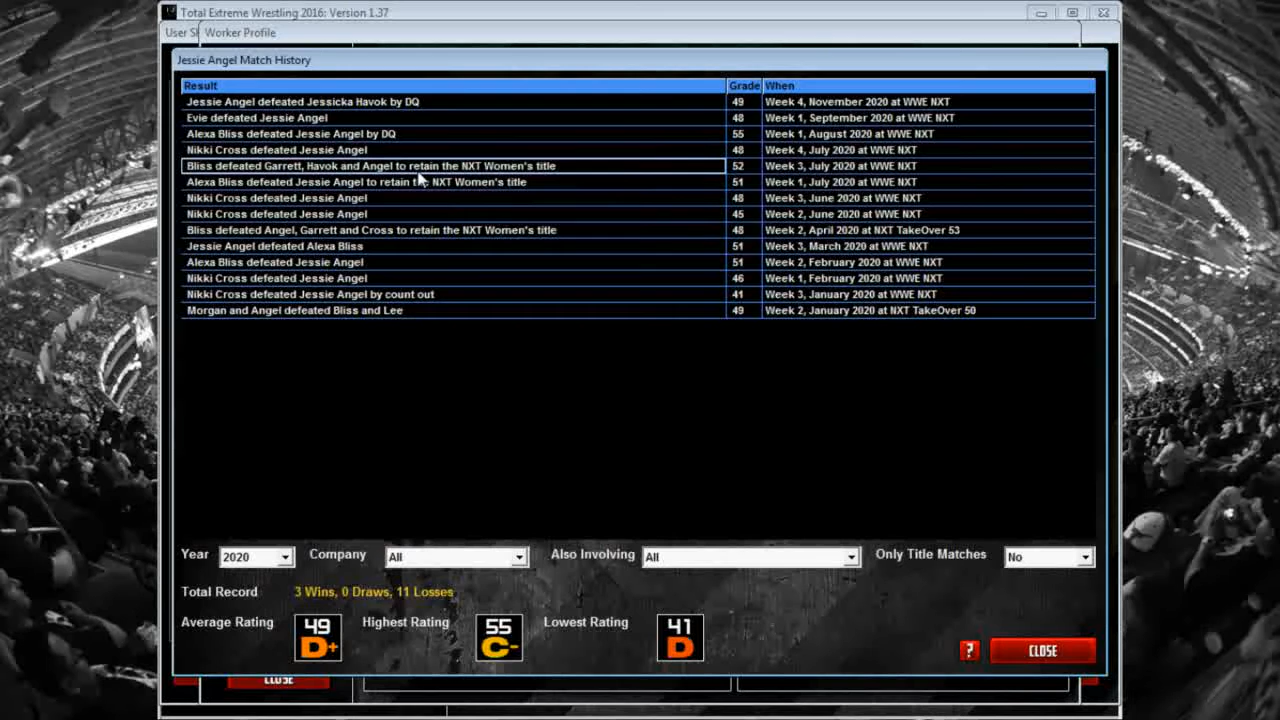 Total Extreme Wrestling 2016: Version 1.37
User S Worker Profile
Jessie Angel Match History
Result Grade When
Jessie Angel defeated Jessicka Havok by DQ 49 Week 4, November 2020 at WWE NXT
Evie defeated Jessie Angel 48 Week 1, September 2020 at WWE NXT
Alexa Bliss defeated Jessie Angel by DQ 55 Week 1, August 2020 at WWE NXT
Nikki Cross defeated Jessie Angel 48 Week 4, July 2020 at WWE NXT
Bliss defeated Garrett, Havok and Angel to retain the NXT Women's title 52 Week 3, July 2020 at WWE NXT
Alexa Bliss defeated Jessie Angel to retain the NXT Women's title 51 Week 1, July 2020 at WWE NXT
Nikki Cross defeated Jessie Angel 48 Week 3, June 2020 at WWE NXT
Nikki Cross defeated Jessie Angel 45 Week 2, June 2020 at WWE NXT
Bliss defeated Angel, Garrett and Cross to retain the NXT Women's title 48 Week 2, April 2020 at NXT TakeOver 53
Jessie Angel defeated Alexa Bliss 51 Week 3, March 2020 at WWE NXT
Alexa Bliss defeated Jessie Angel 51 Week 2, February 2020 at WWE NXT
Nikki Cross defeated Jessie Angel 46 Week 1, February 2020 at WWE NXT
Nikki Cross defeated Jessie Angel by count out 41 Week 3, January 2020 at WWE NXT
Morgan and Angel defeated Bliss and Lee 49 Week 2, January 2020 at NXT TakeOver 50
Year 2020 Company All Also Involving All Only Title Matches No
Total Record 3 Wins, 0 Draws, 11 Losses
Average Rating 49 D+ Highest Rating 55 C- Lowest Rating 41 D
? CLOSE
CLOSE